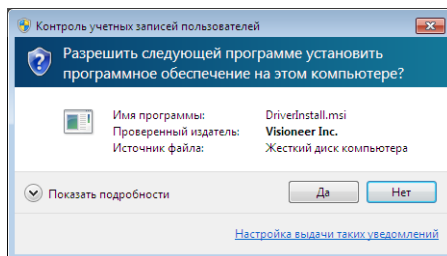 Контроль учетных записей пользователей
Разрешить следующей программе установить
программное обеспечение на этом компьютере?
Имя программы: DriverInstall.msi
Проверенный издатель: Visioneer Inc.
Источник файла: Жесткий диск компьютера
Показать подробности Да Нет
Настройка выдачи таких уведомлений